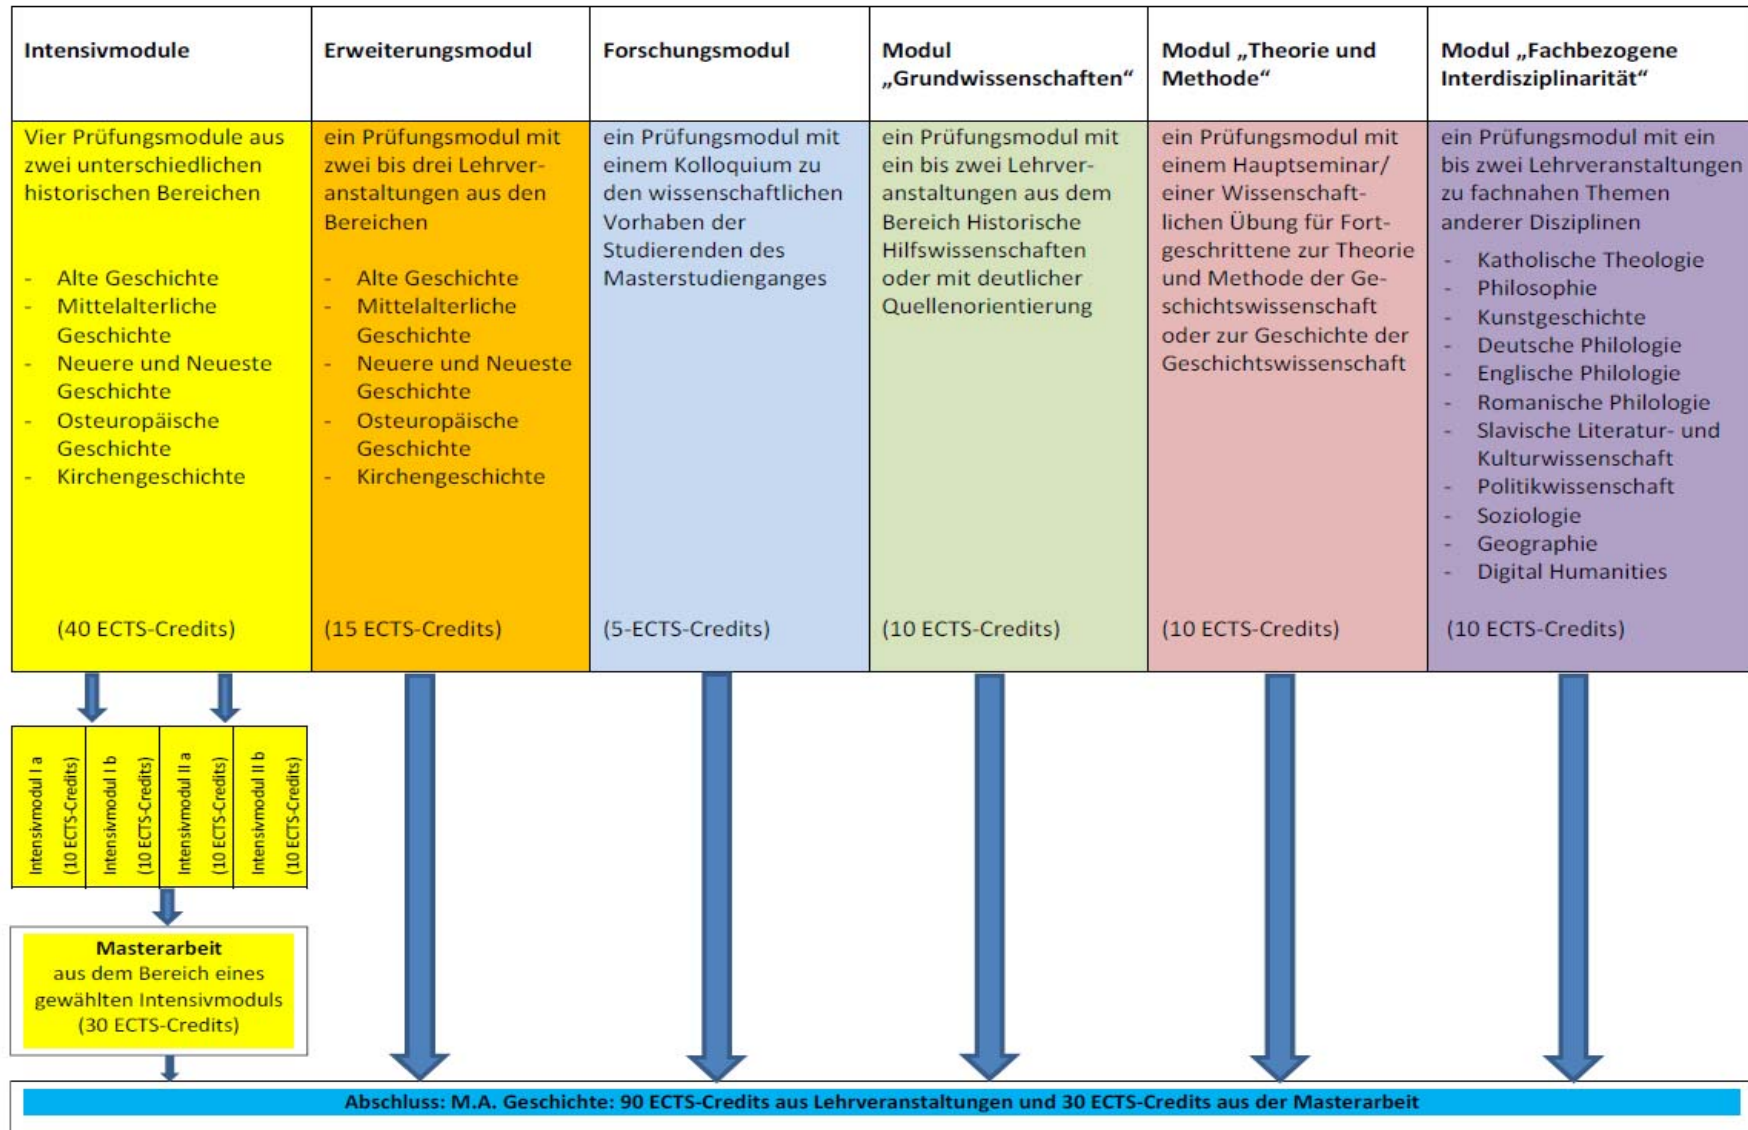 Intensivmodule
Erweiterungsmodul
Forschungsmodul
Modul
„Grundwissenschaften“
Modul „Theorie und
Methode“
Modul „Fachbezogene
Interdisziplinarität“
Vier Prüfungsmodule aus
zwei unterschiedlichen
historischen Bereichen
- Alte Geschichte
- Mittelalterliche
Geschichte
- Neuere und Neueste
Geschichte
- Osteuropäische
Geschichte
- Kirchengeschichte
(40 ECTS-Credits)
ein Prüfungsmodul mit
zwei bis drei Lehrver-
anstaltungen aus den
Bereichen
- Alte Geschichte
- Mittelalterliche
Geschichte
- Neuere und Neueste
Geschichte
- Osteuropäische
Geschichte
- Kirchengeschichte
(15 ECTS-Credits)
ein Prüfungsmodul mit
einem Kolloquium zu
den wissenschaftlichen
Vorhaben der
Studierenden des
Masterstudienganges
(5-ECTS-Credits)
ein Prüfungsmodul mit
ein bis zwei Lehrver-
anstaltungen aus dem
Bereich Historische
Hilfswissenschaften
oder mit deutlicher
Quellenorientierung
(10 ECTS-Credits)
ein Prüfungsmodul mit
einem Hauptseminar/
einer Wissenschaft-
lichen Übung für Fort-
geschrittene zur Theorie
und Methode der Ge-
schichtswissenschaft
oder zur Geschichte der
Geschichtswissenschaft
(10 ECTS-Credits)
ein Prüfungsmodul mit ein
bis zwei Lehrveranstaltungen
zu fachnahen Themen
anderer Disziplinen
- Katholische Theologie
- Philosophie
- Kunstgeschichte
- Deutsche Philologie
- Englische Philologie
- Romanische Philologie
- Slavische Literatur- und
Kulturwissenschaft
- Politikwissenschaft
- Soziologie
- Geographie
- Digital Humanities
(10 ECTS-Credits)
Intensivmodul I a
(10 ECTS-Credits)
Intensivmodul I b
(10 ECTS-Credits)
Intensivmodul II a
(10 ECTS-Credits)
Intensivmodul II b
(10 ECTS-Credits)
Masterarbeit
aus dem Bereich eines
gewählten Intensivmoduls
(30 ECTS-Credits)
Abschluss: M.A. Geschichte: 90 ECTS-Credits aus Lehrveranstaltungen und 30 ECTS-Credits aus der Masterarbeit